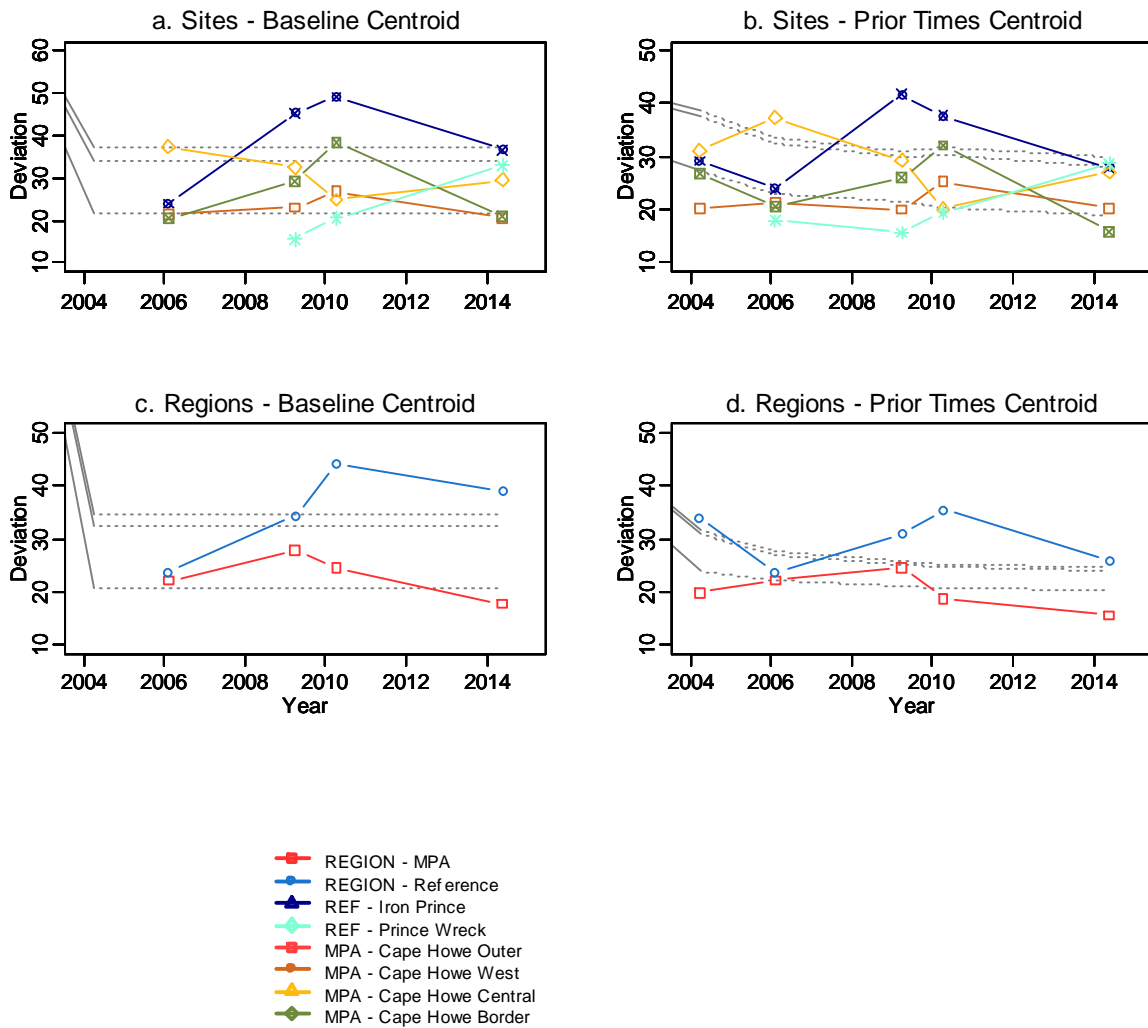 a. Sites - Baseline Centroid
b. Sites - Prior Times Centroid
Deviation
10 20 30 40 50 60
2004 2006 2008 2010 2012 2014
Deviation
10 20 30 40 50
2004 2006 2008 2010 2012 2014
c. Regions - Baseline Centroid
d. Regions - Prior Times Centroid
Deviation
10 20 30 40 50
2004 2006 2008 2010 2012 2014
Year
Deviation
10 20 30 40 50
2004 2006 2008 2010 2012 2014
Year
REGION - MPA
REGION - Reference
REF - Iron Prince
REF - Prince Wreck
MPA - Cape Howe Outer
MPA - Cape Howe West
MPA - Cape Howe Central
MPA - Cape Howe Border